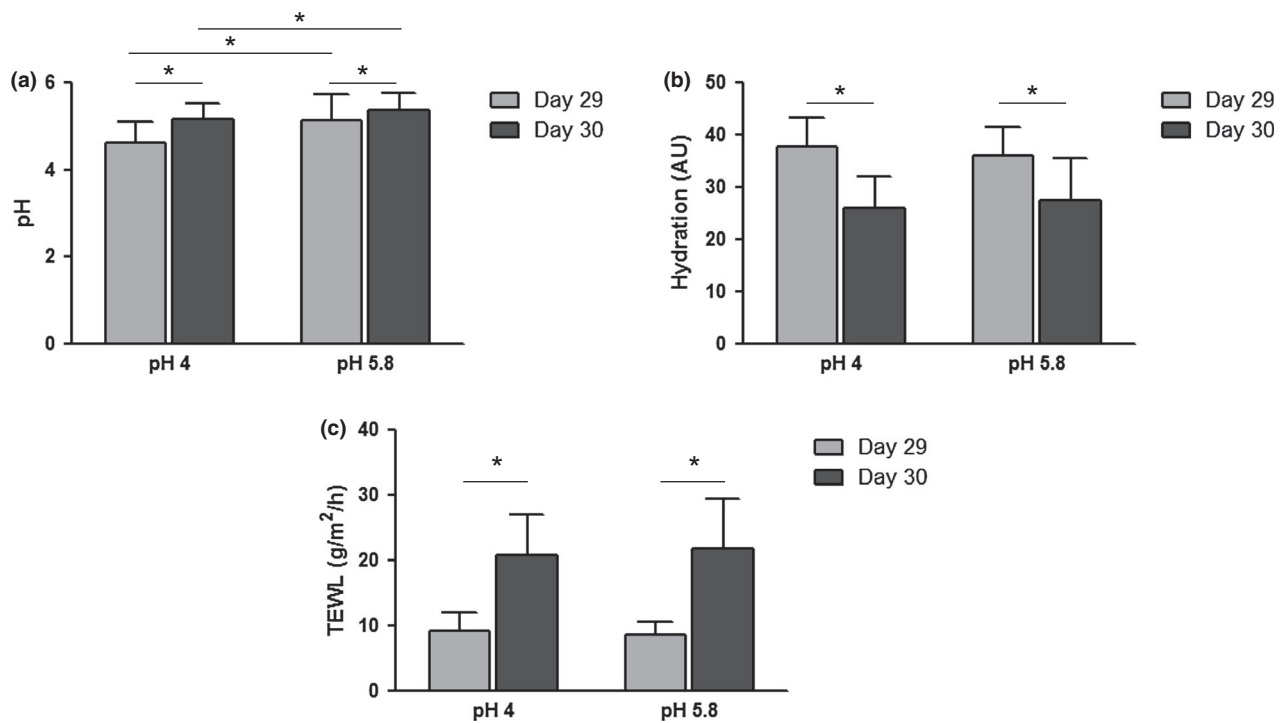 *
*
(a)
*
*
6
4
2
0
pH
pH 4
pH 5.8
Day 29
Day 30
(b)
*
*
50
40
30
20
10
0
Hydration (AU)
pH 4
pH 5.8
Day 29
Day 30
(c)
*
*
40
30
20
10
0
TEWL (g/m²/h)
pH 4
pH 5.8
Day 29
Day 30